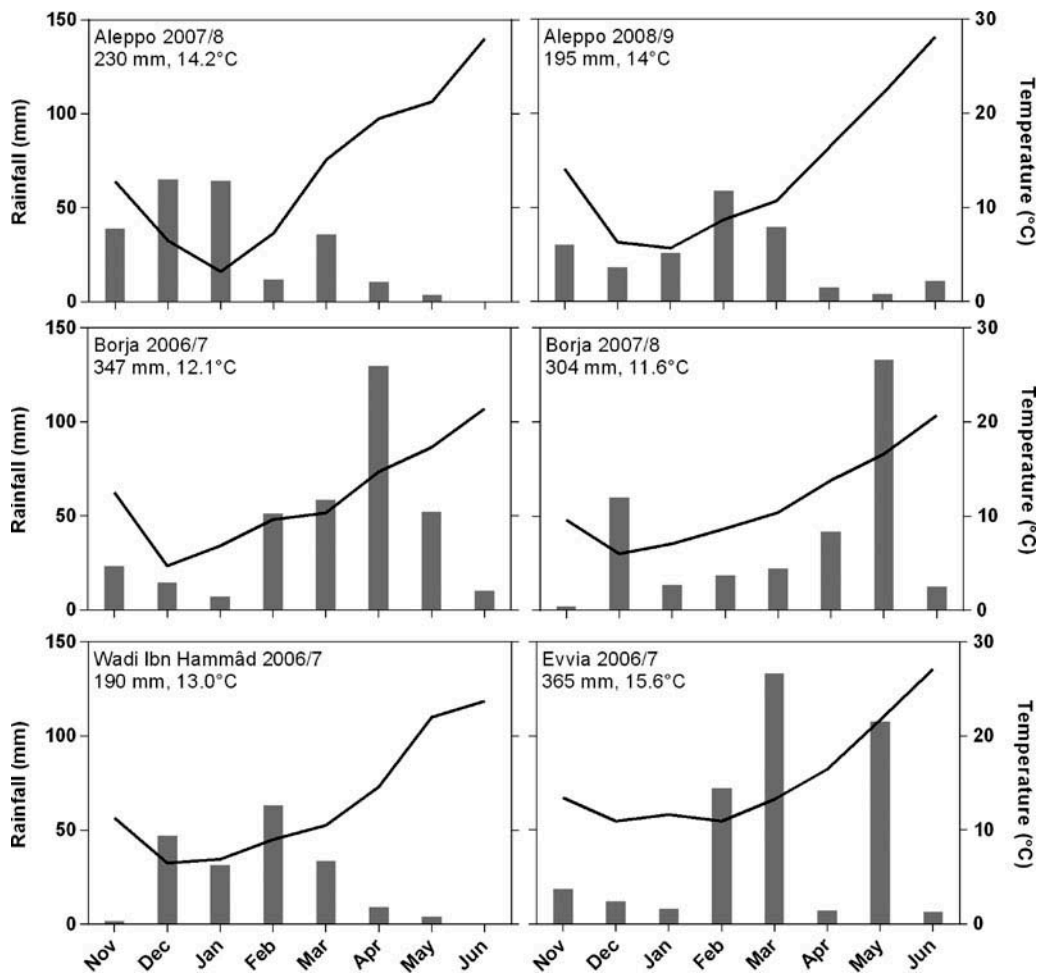 Aleppo 2007/8
230 mm, 14.2°C
Rainfall (mm)
150
100
50
0
Aleppo 2008/9
195 mm, 14°C
30
20
10
0
Temperature (°C)
Borja 2006/7
347 mm, 12.1°C
Rainfall (mm)
150
100
50
0
Borja 2007/8
304 mm, 11.6°C
30
20
10
0
Temperature (°C)
Wadi Ibn Hammâd 2006/7
190 mm, 13.0°C
Rainfall (mm)
150
100
50
0
Nov Dec Jan Feb Mar Apr May Jun
Evvia 2006/7
365 mm, 15.6°C
30
20
10
0
Temperature (°C)
Nov Dec Jan Feb Mar Apr May Jun